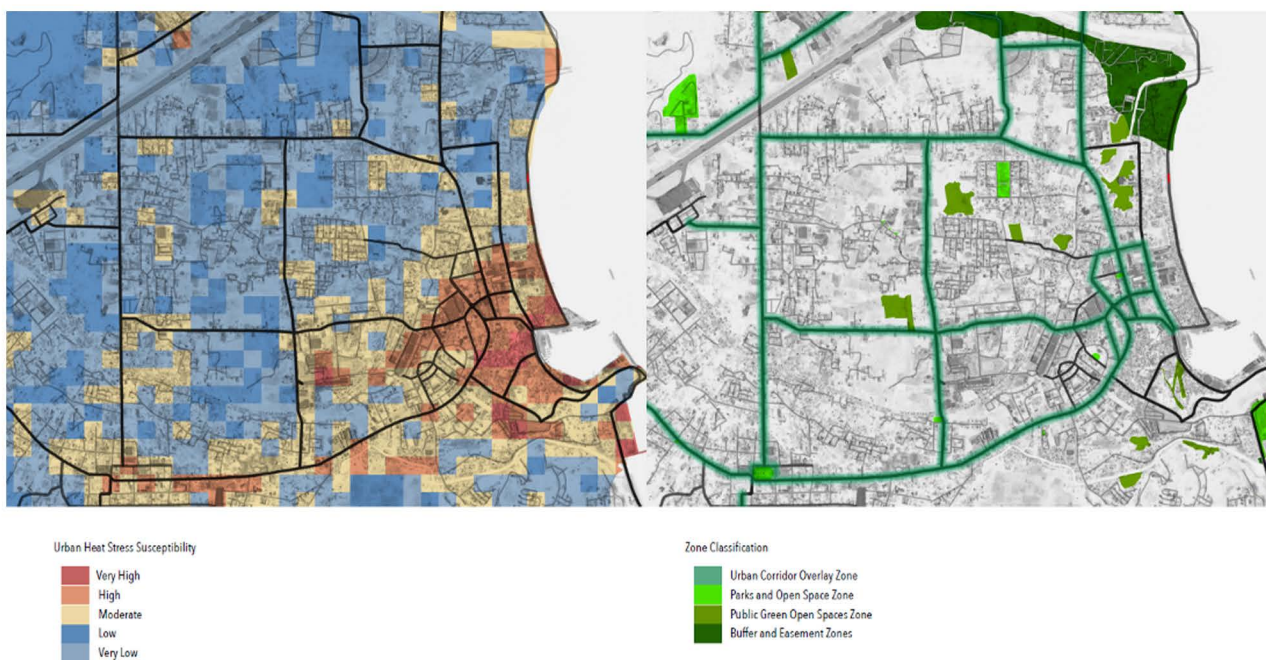 Urban Heat Stress Susceptibility
Very High
High
Moderate
Low
Very Low
Zone Classification
Urban Corridor Overlay Zone
Parks and Open Space Zone
Public Green Open Spaces Zone
Buffer and Easement Zones